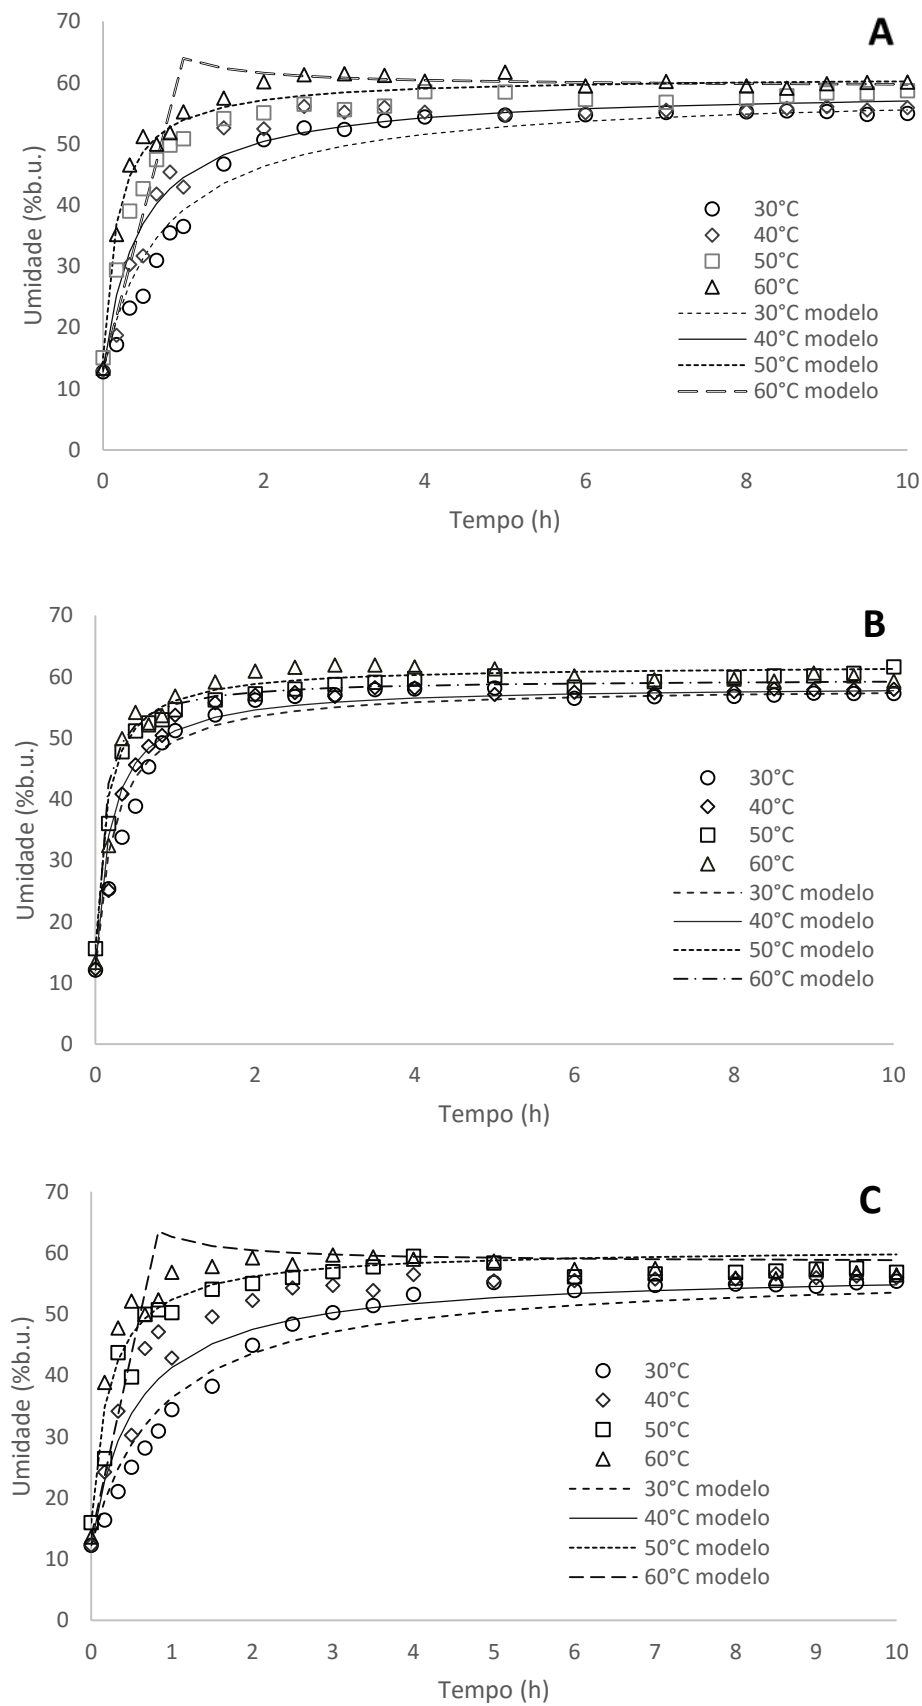 A
70
60
50
40
30
20
10
0
Umidade (%b.u.)
30°C
40°C
50°C
60°C
30°C modelo
40°C modelo
50°C modelo
60°C modelo
0 2 4 6 8 10
Tempo (h)
B
70
60
50
40
30
20
10
0
Umidade (%b.u.)
30°C
40°C
50°C
60°C
30°C modelo
40°C modelo
50°C modelo
60°C modelo
0 2 4 6 8 10
Tempo (h)
C
70
60
50
40
30
20
10
0
Umidade (%b.u.)
30°C
40°C
50°C
60°C
30°C modelo
40°C modelo
50°C modelo
60°C modelo
0 1 2 3 4 5 6 7 8 9 10
Tempo (h)